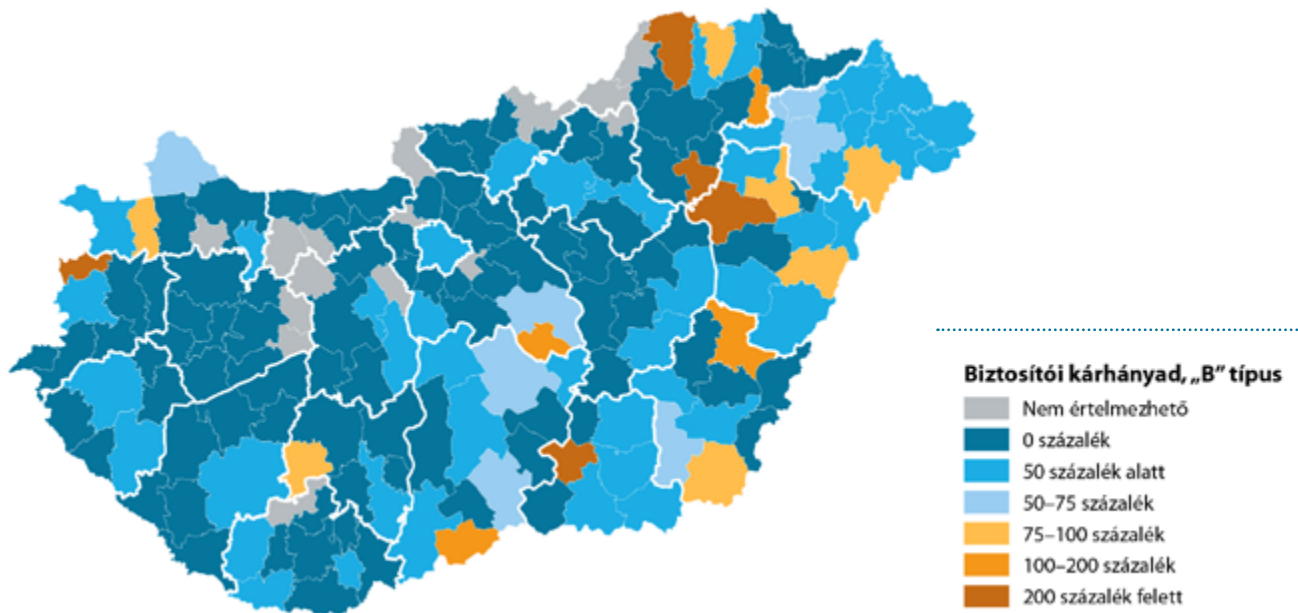 Biztosítói kárhányad, „B” típus
Nem értelmezhető
0 százalék
50 százalék alatt
50–75 százalék
75–100 százalék
100–200 százalék
200 százalék felett